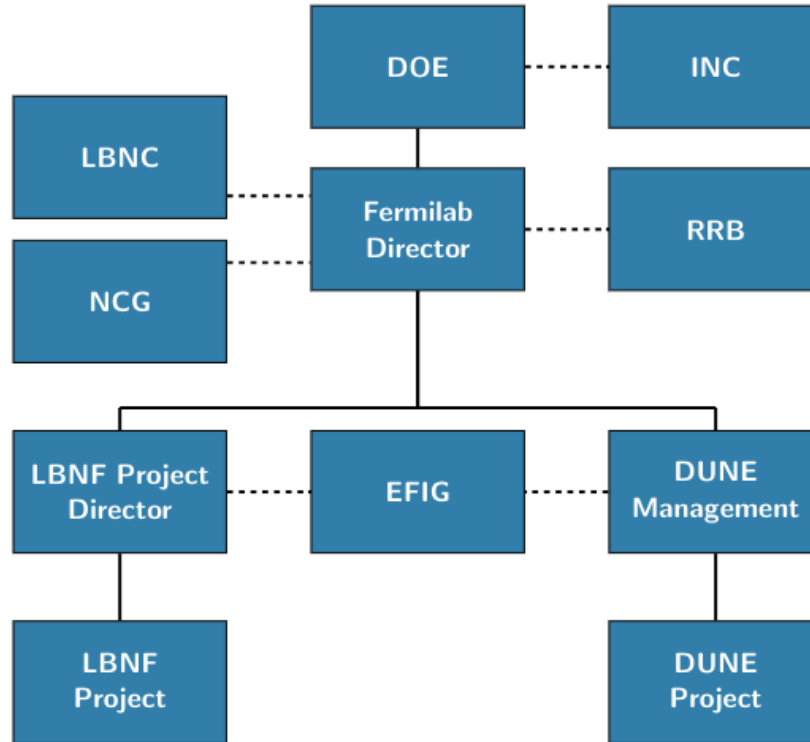 DOE
INC
LBNC
Fermilab
Director
RRB
NCG
LBNF Project
Director
EFIG
DUNE
Management
LBNF
Project
DUNE
Project